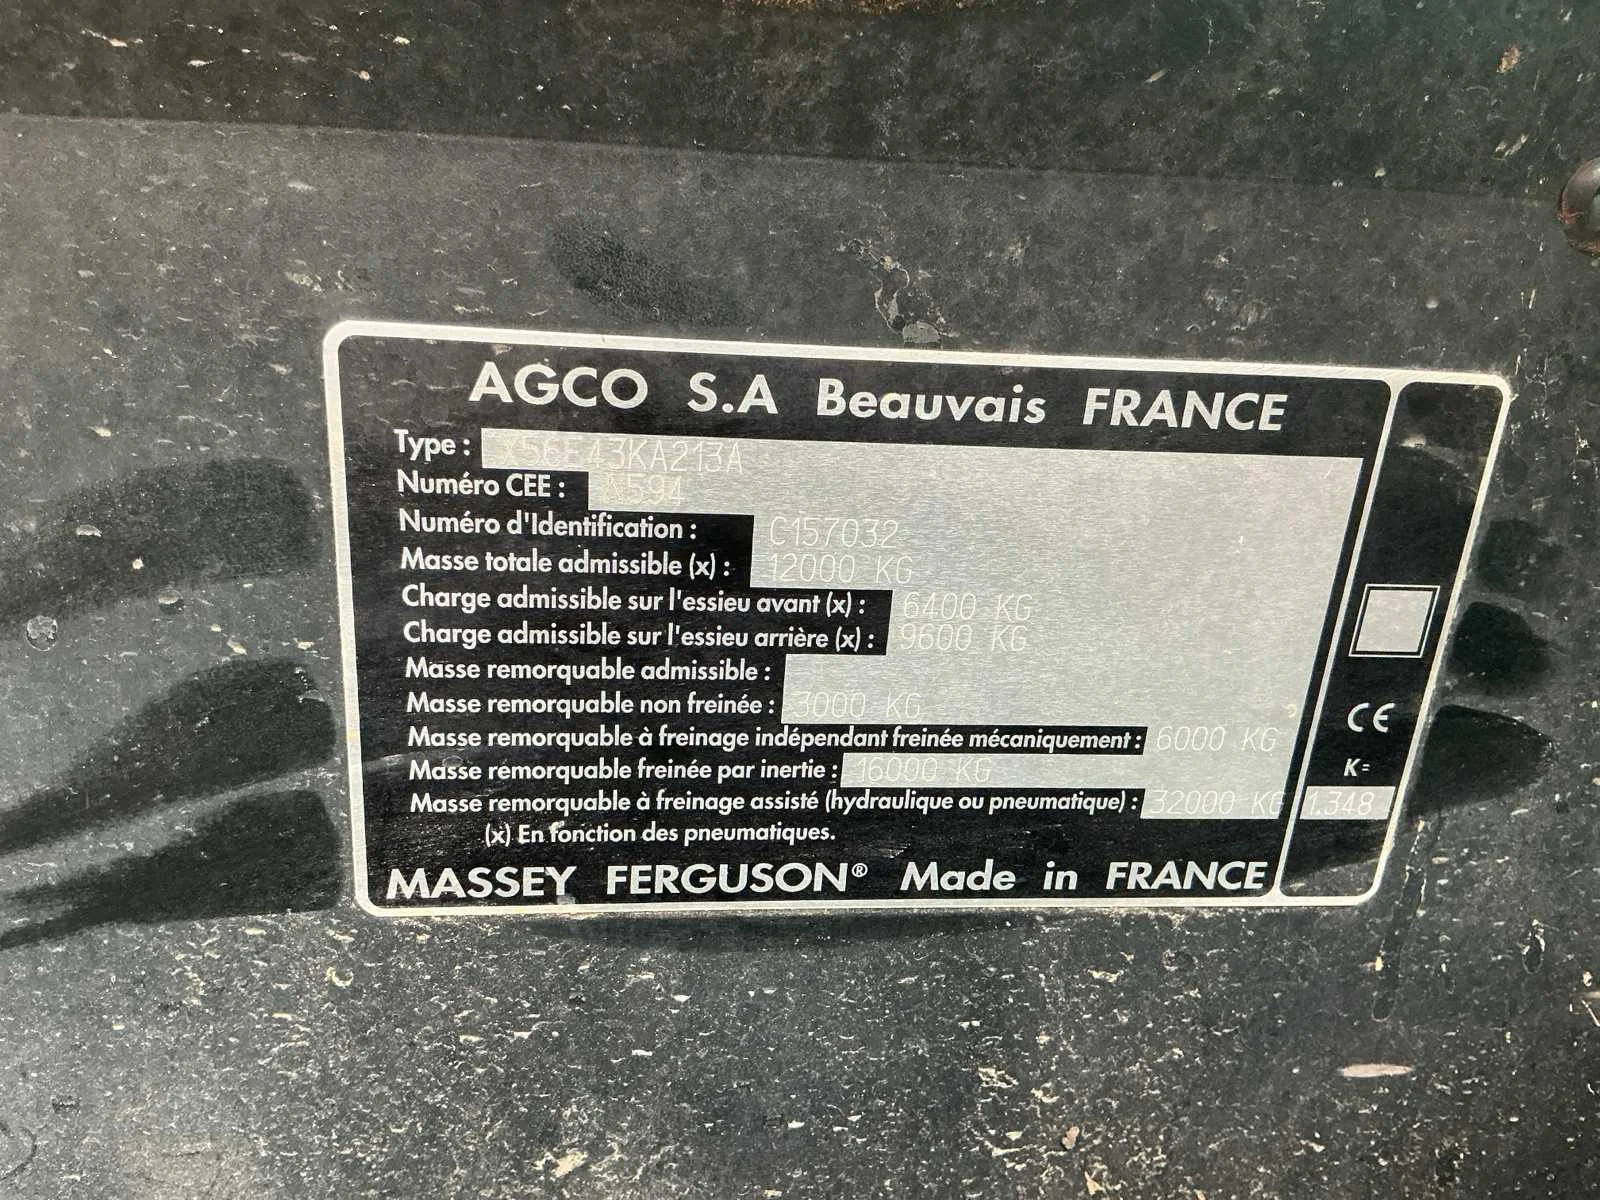 AGCO S.A Beauvais FRANCE
Type : X56E43KA213A
Numéro CEE : N594
Numéro d'Identification : C157032
Masse totale admissible (x) : 12000 KG
Charge admissible sur l'essieu avant (x) : 6400 KG
Charge admissible sur l'essieu arrière (x) : 9600 KG
Masse remorquable admissible :
Masse remorquable non freinée : 3000 KG
Masse remorquable à freinage indépendant freinée mécaniquement : 6000 KG
Masse remorquable freinée par inertie : 16000 KG
Masse remorquable à freinage assisté (hydraulique ou pneumatique) : 32000 KG
(x) En fonction des pneumatiques.
MASSEY FERGUSON® Made in FRANCE
CE
K=
1.348